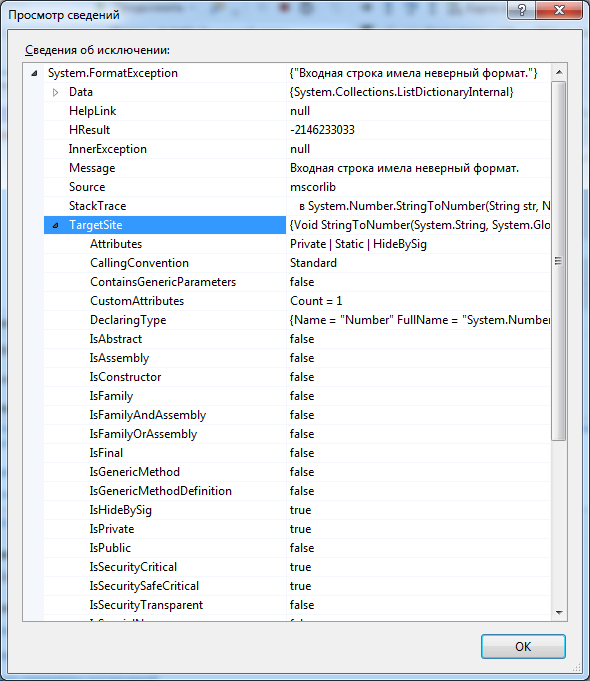 Просмотр сведений
Сведения об исключении:
System.FormatException {"Входная строка имела неверный формат."}
Data {System.Collections.ListDictionaryInternal}
HelpLink null
HResult -2146233033
InnerException null
Message Входная строка имела неверный формат.
Source mscorlib
StackTrace в System.Number.StringToNumber(String str, N
TargetSite {Void StringToNumber(System.String, System.Glo
Attributes Private | Static | HideBySig
CallingConvention Standard
ContainsGenericParameters false
CustomAttributes Count = 1
DeclaringType {Name = "Number" FullName = "System.Number
IsAbstract false
IsAssembly false
IsConstructor false
IsFamily false
IsFamilyAndAssembly false
IsFamilyOrAssembly false
IsFinal false
IsGenericMethod false
IsGenericMethodDefinition false
IsHideBySig true
IsPrivate true
IsPublic false
IsSecurityCritical true
IsSecuritySafeCritical true
IsSecurityTransparent false
OK